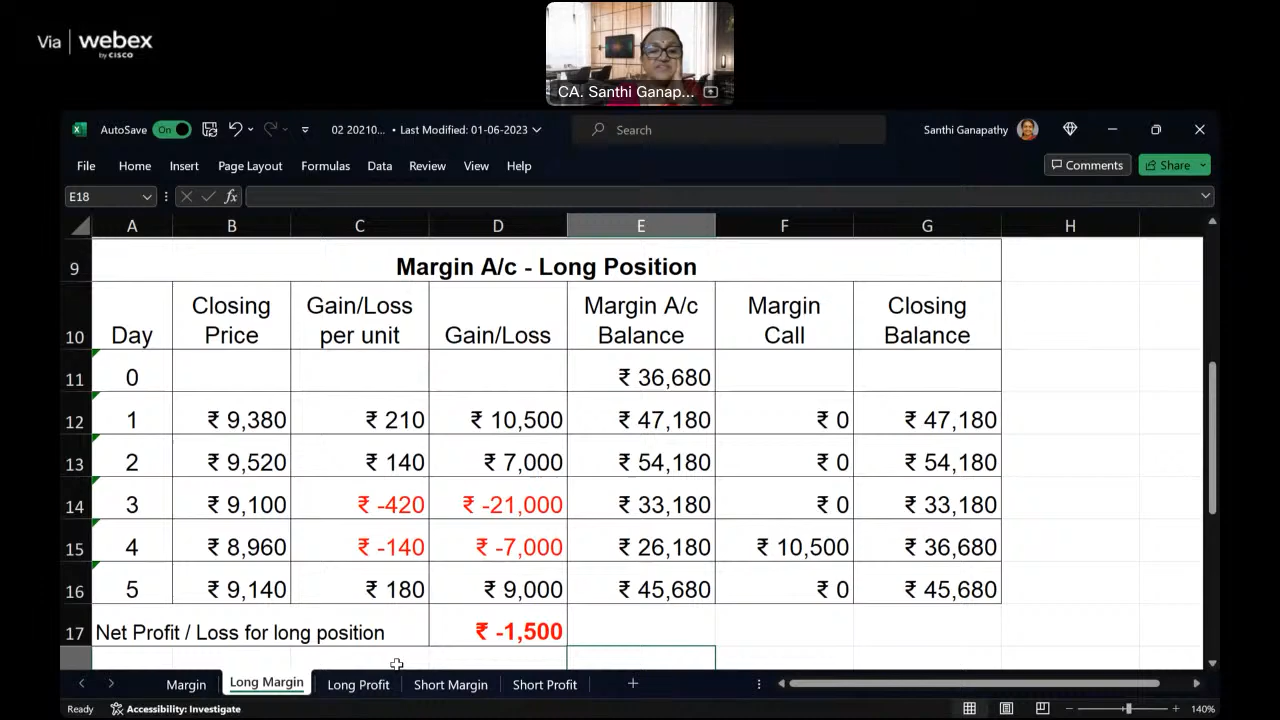 Via | webex
by CISCO
CA. Santhi Ganap...
AutoSave On 02 20210... • Last Modified: 01-06-2023 Search Santhi Ganapathy
File Home Insert Page Layout Formulas Data Review View Help Comments Share
E18 fx
A B C D E F G H
9 Margin A/c - Long Position
10 Day Closing Price Gain/Loss per unit Gain/Loss Margin A/c Balance Margin Call Closing Balance
11 0 ₹ 36,680
12 1 ₹ 9,380 ₹ 210 ₹ 10,500 ₹ 47,180 ₹ 0 ₹ 47,180
13 2 ₹ 9,520 ₹ 140 ₹ 7,000 ₹ 54,180 ₹ 0 ₹ 54,180
14 3 ₹ 9,100 ₹ -420 ₹ -21,000 ₹ 33,180 ₹ 0 ₹ 33,180
15 4 ₹ 8,960 ₹ -140 ₹ -7,000 ₹ 26,180 ₹ 10,500 ₹ 36,680
16 5 ₹ 9,140 ₹ 180 ₹ 9,000 ₹ 45,680 ₹ 0 ₹ 45,680
17 Net Profit / Loss for long position ₹ -1,500
Margin Long Margin Long Profit Short Margin Short Profit
Ready Accessibility: Investigate 140%